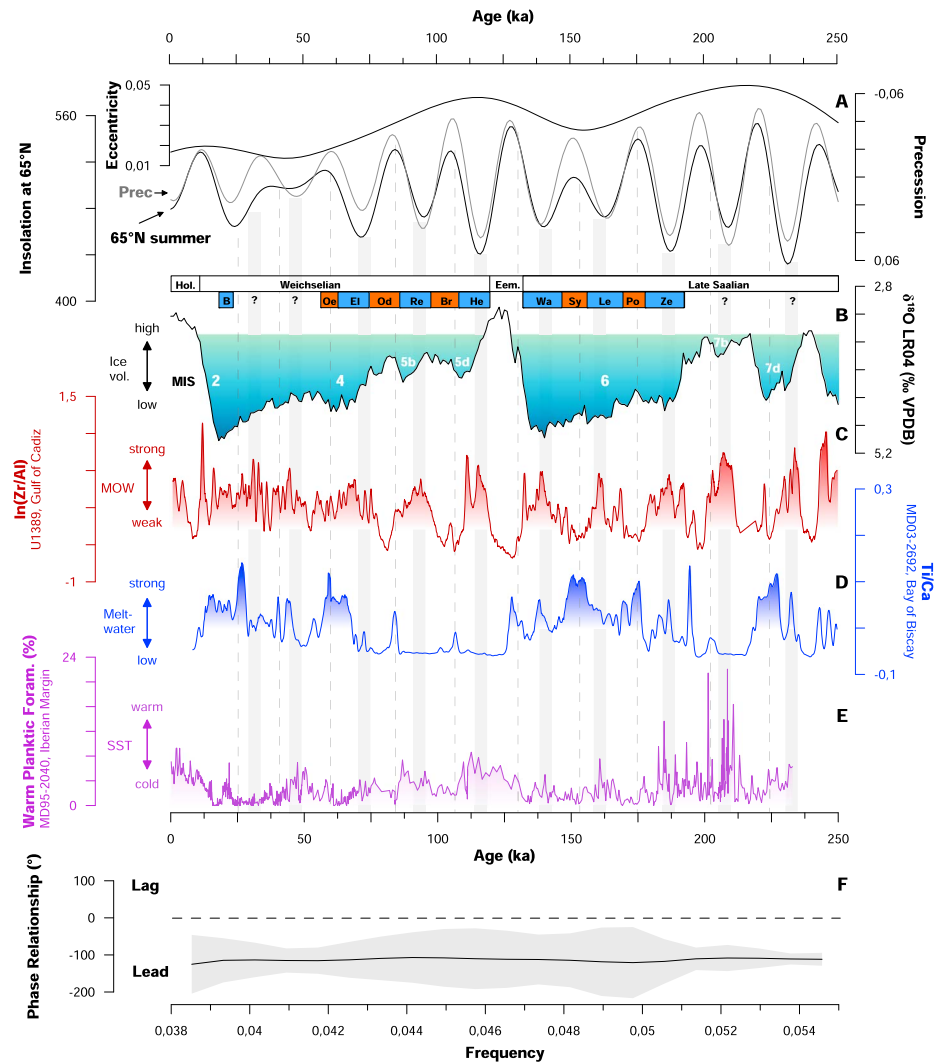 Age (ka)
0 50 100 150 200 250
Eccentricity
0,05
0,01
A
-0,06
0,06
Precession
Insolation at 65°N
560
400
Prec
65°N summer
Hol. Weichselian Eem. Late Saalian
B ? ? Oe El Od Re Br He Wa Sy Le Po Ze ? ?
2,8
5,2
δ¹⁸O LR04 (‰ VPDB)
B
high
Ice
vol.
low
MIS 2 4 5b 5d 6 7b 7d
C
1,5
-1
ln(Zr/Al)
U1389, Gulf of Cadiz
strong
MOW
weak
D
0,3
-0,1
Ti/Ca
MD03-2692, Bay of Biscay
strong
Melt-
water
low
E
24
0
Warm Planktic Foram. (%)
MD95-2040, Iberian Margin
warm
SST
cold
0 50 100 150 200 250
Age (ka)
Phase Relationship (°)
100
0
-100
-200
Lag
Lead
F
0,038 0,04 0,042 0,044 0,046 0,048 0,05 0,052 0,054
Frequency